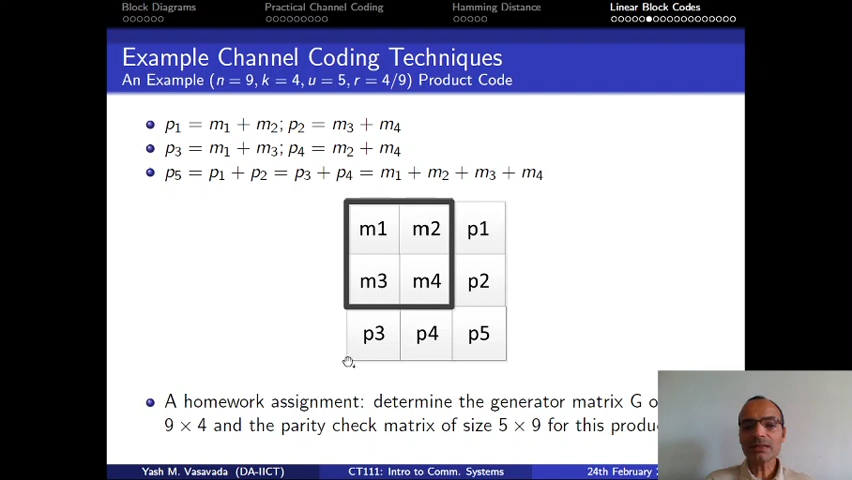 Block Diagrams Practical Channel Coding Hamming Distance Linear Block Codes
Example Channel Coding Techniques
An Example (n = 9, k = 4, u = 5, r = 4/9) Product Code
p1 = m1 + m2; p2 = m3 + m4
p3 = m1 + m3; p4 = m2 + m4
p5 = p1 + p2 = p3 + p4 = m1 + m2 + m3 + m4
m1 m2 p1
m3 m4 p2
p3 p4 p5
A homework assignment: determine the generator matrix G o
9 × 4 and the parity check matrix of size 5 × 9 for this produ
Yash M. Vasavada (DA-IICT) CT111: Intro to Comm. Systems 24th February